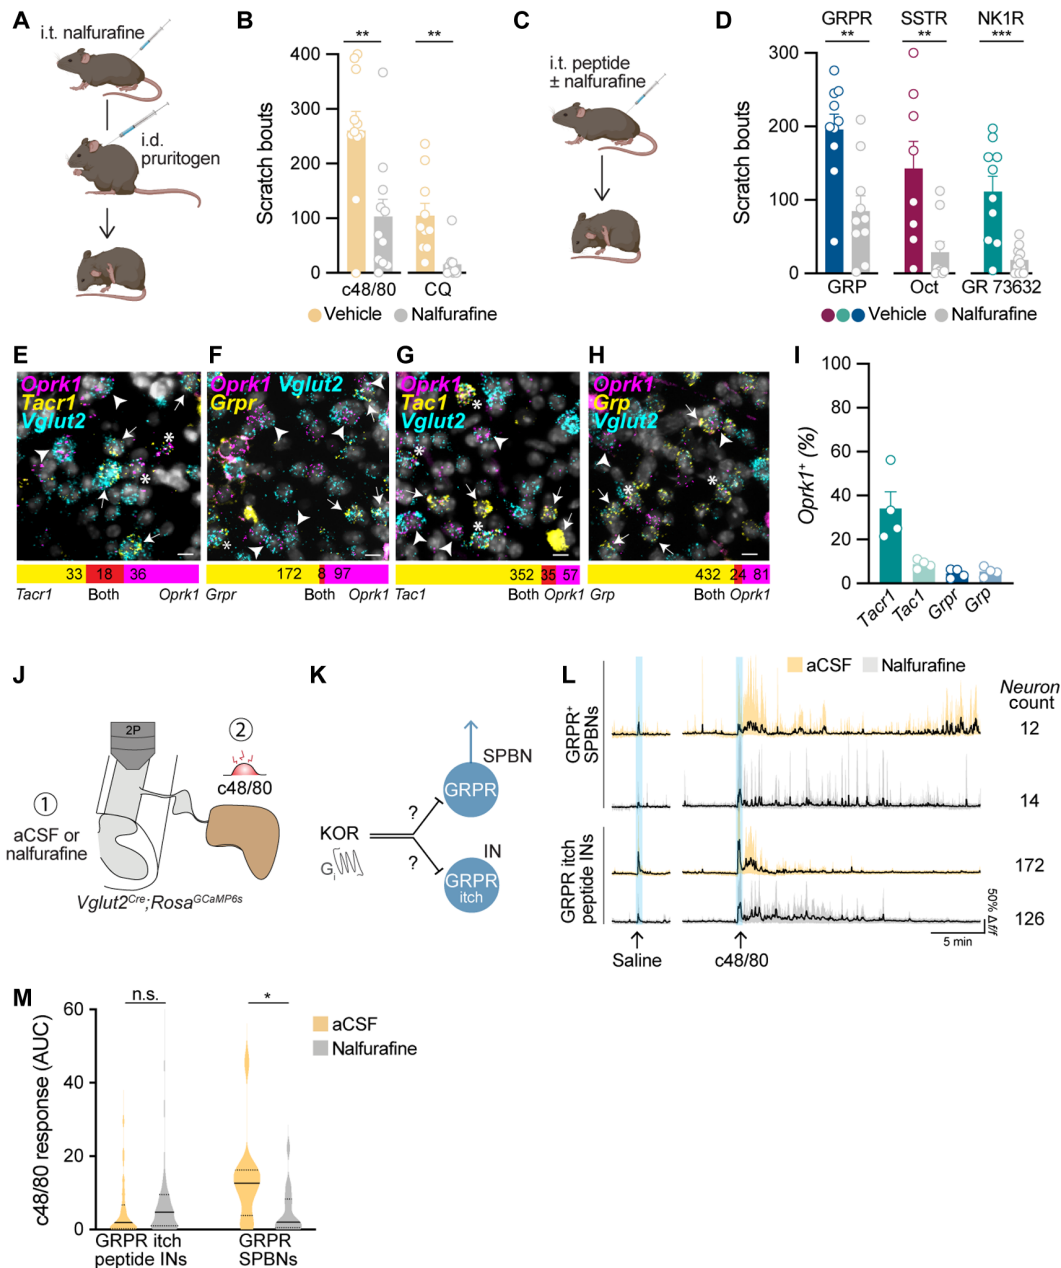 A
i.t. nalfurafine
i.d.
pruritogen
B
Scratch bouts
400
300
200
100
0
**
**
c48/80
CQ
Vehicle
Nalfurafine
C
i.t. peptide
± nalfurafine
D
GRPR
SSTR
NK1R
**
**
***
Scratch bouts
300
200
100
0
GRP
Oct
GR 73632
Vehicle
Nalfurafine
E
Oprk1
Tacr1
Vglut2
*
*
33
18
36
Tacr1
Both
Oprk1
F
Oprk1 Vglut2
Grpr
*
172
8
97
Grpr
Both
Oprk1
G
Oprk1
Tac1
Vglut2
*
*
*
352
35
57
Tac1
Both
Oprk1
H
Oprk1
Grp
Vglut2
*
*
432
24
81
Grp
Both
Oprk1
I
Oprk1+ (%)
100
80
60
40
20
0
Tacr1
Tac1
Grpr
Grp
J
2P
②
c48/80
①
aCSF or
nalfurafine
Vglut2Cre;RosaGCaMP6s
K
SPBN
GRPR
?
KOR
Gi
?
IN
GRPR
itch
L
aCSF
Nalfurafine
Neuron
count
GRPR+
SPBNs
12
14
GRPR itch
peptide INs
172
126
50% Δf/f
5 min
Saline
c48/80
M
n.s.
*
c48/80 response (AUC)
60
40
20
0
aCSF
Nalfurafine
GRPR itch
peptide INs
GRPR
SPBNs